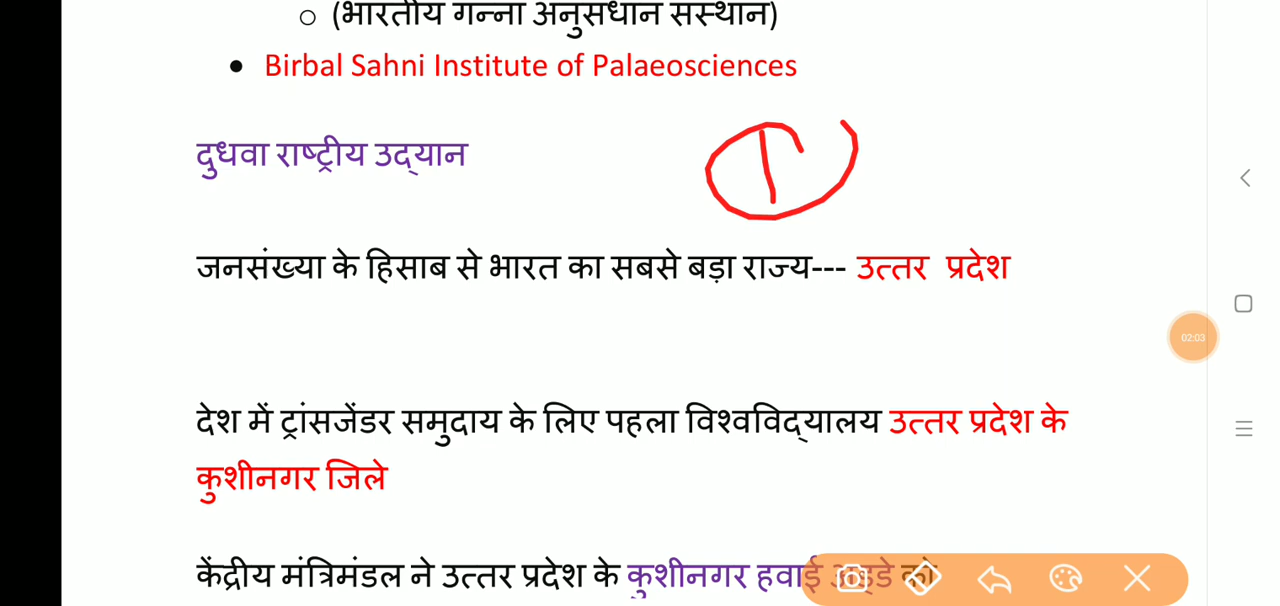 ○ (भारतीय गन्ना अनुसंधान संस्थान)
• Birbal Sahni Institute of Palaeosciences
दुधवा राष्ट्रीय उद्यान
जनसंख्या के हिसाब से भारत का सबसे बड़ा राज्य--- उत्तर प्रदेश
02:03
देश में ट्रांसजेंडर समुदाय के लिए पहला विश्वविद्यालय उत्तर प्रदेश के
कुशीनगर जिले
केंद्रीय मंत्रिमंडल ने उत्तर प्रदेश के कुशीनगर हवाई अड्डे को